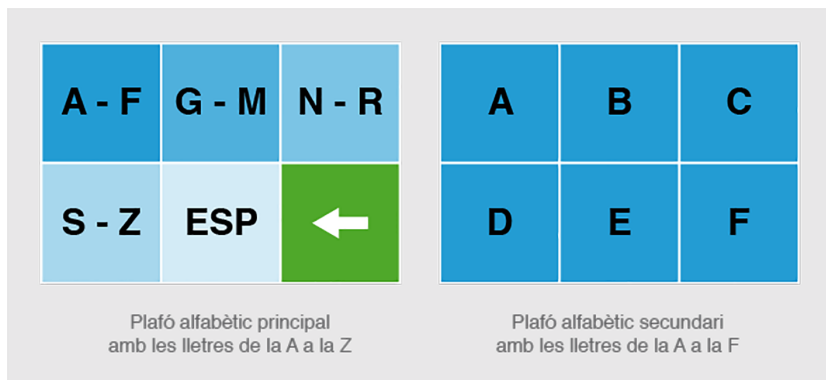 A - F G - M N - R
S - Z ESP
Plafó alfabètic principal
amb les lletres de la A a la Z
A B C
D E F
Plafó alfabètic secundari
amb les lletres de la A a la F